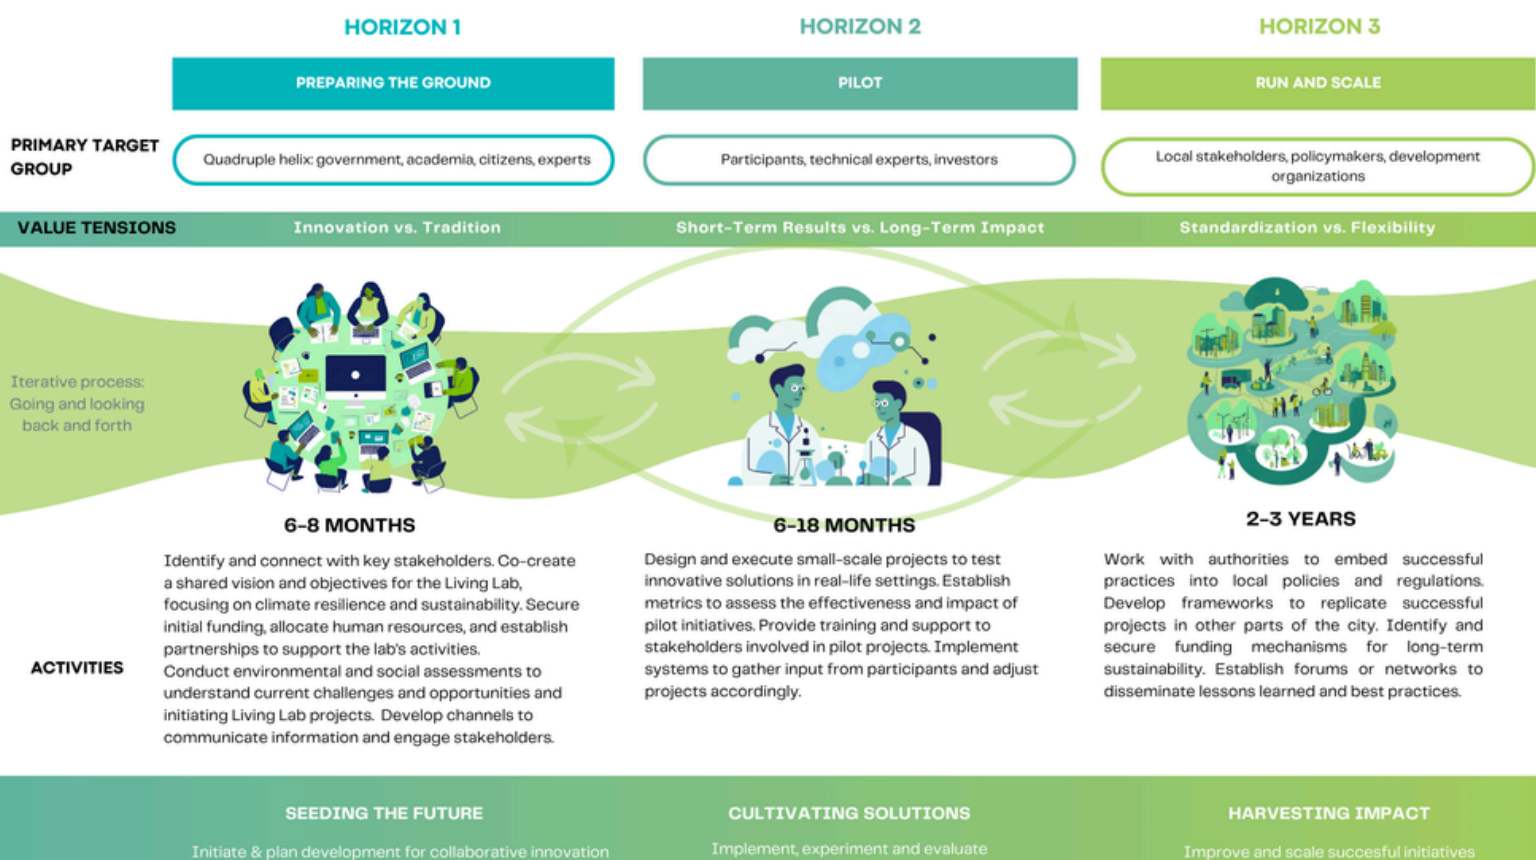 HORIZON 1
HORIZON 2
HORIZON 3
PREPARING THE GROUND
PILOT
RUN AND SCALE
PRIMARY TARGET
GROUP
Quadruple helix: government, academia, citizens, experts
Participants, technical experts, investors
Local stakeholders, policymakers, development
organizations
VALUE TENSIONS
Innovation vs. Tradition
Short-Term Results vs. Long-Term Impact
Standardization vs. Flexibility
Iterative process:
Going and looking
back and forth
6-8 MONTHS
6-18 MONTHS
2-3 YEARS
ACTIVITIES
Identify and connect with key stakeholders. Co-create
a shared vision and objectives for the Living Lab,
focusing on climate resilience and sustainability. Secure
initial funding, allocate human resources, and establish
partnerships to support the lab's activities.
Conduct environmental and social assessments to
understand current challenges and opportunities and
initiating Living Lab projects. Develop channels to
communicate information and engage stakeholders.
Design and execute small-scale projects to test
innovative solutions in real-life settings. Establish
metrics to assess the effectiveness and impact of
pilot initiatives. Provide training and support to
stakeholders involved in pilot projects. Implement
systems to gather input from participants and adjust
projects accordingly.
Work with authorities to embed successful
practices into local policies and regulations.
Develop frameworks to replicate successful
projects in other parts of the city. Identify and
secure funding mechanisms for long-term
sustainability. Establish forums or networks to
disseminate lessons learned and best practices.
SEEDING THE FUTURE
CULTIVATING SOLUTIONS
HARVESTING IMPACT
Initiate & plan development for collaborative innovation
Implement, experiment and evaluate
Improve and scale succesful initiatives